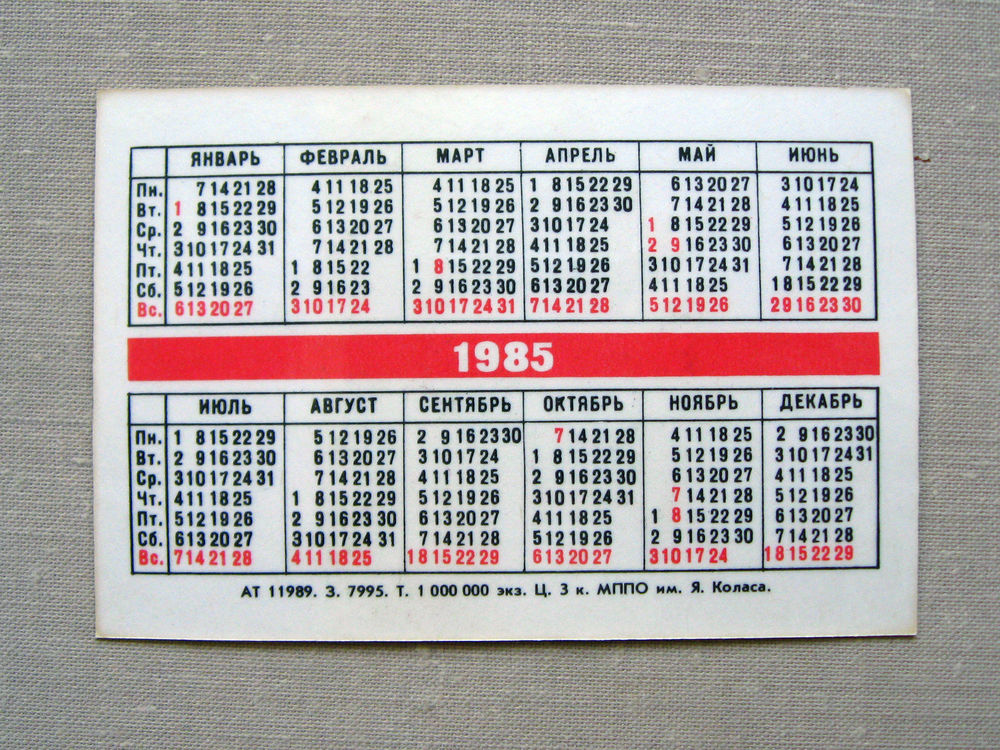 ЯНВАРЬ ФЕВРАЛЬ МАРТ АПРЕЛЬ МАЙ ИЮНЬ
Пн. 7 14 21 28 4 11 18 25 4 11 18 25 1 8 15 22 29 6 13 20 27 3 10 17 24
Вт. 1 8 15 22 29 5 12 19 26 5 12 19 26 2 9 16 23 30 7 14 21 28 4 11 18 25
Ср. 2 9 16 23 30 6 13 20 27 6 13 20 27 3 10 17 24 1 8 15 22 29 5 12 19 26
Чт. 3 10 17 24 31 7 14 21 28 7 14 21 28 4 11 18 25 2 9 16 23 30 6 13 20 27
Пт. 4 11 18 25 1 8 15 22 1 8 15 22 29 5 12 19 26 3 10 17 24 31 7 14 21 28
Сб. 5 12 19 26 2 9 16 23 2 9 16 23 30 6 13 20 27 4 11 18 25 1 8 15 22 29
Вс. 6 13 20 27 3 10 17 24 3 10 17 24 31 7 14 21 28 5 12 19 26 2 9 16 23 30
1985
ИЮЛЬ АВГУСТ СЕНТЯБРЬ ОКТЯБРЬ НОЯБРЬ ДЕКАБРЬ
Пн. 1 8 15 22 29 5 12 19 26 2 9 16 23 30 7 14 21 28 4 11 18 25 2 9 16 23 30
Вт. 2 9 16 23 30 6 13 20 27 3 10 17 24 1 8 15 22 29 5 12 19 26 3 10 17 24 31
Ср. 3 10 17 24 31 7 14 21 28 4 11 18 25 2 9 16 23 30 6 13 20 27 4 11 18 25
Чт. 4 11 18 25 1 8 15 22 29 5 12 19 26 3 10 17 24 31 7 14 21 28 5 12 19 26
Пт. 5 12 19 26 2 9 16 23 30 6 13 20 27 4 11 18 25 1 8 15 22 29 6 13 20 27
Сб. 6 13 20 27 3 10 17 24 31 7 14 21 28 5 12 19 26 2 9 16 23 30 7 14 21 28
Вс. 7 14 21 28 4 11 18 25 1 8 15 22 29 6 13 20 27 3 10 17 24 1 8 15 22 29
АТ 11989. З. 7995. Т. 1 000 000 экз. Ц. 3 к. МППО им. Я. Коласа.